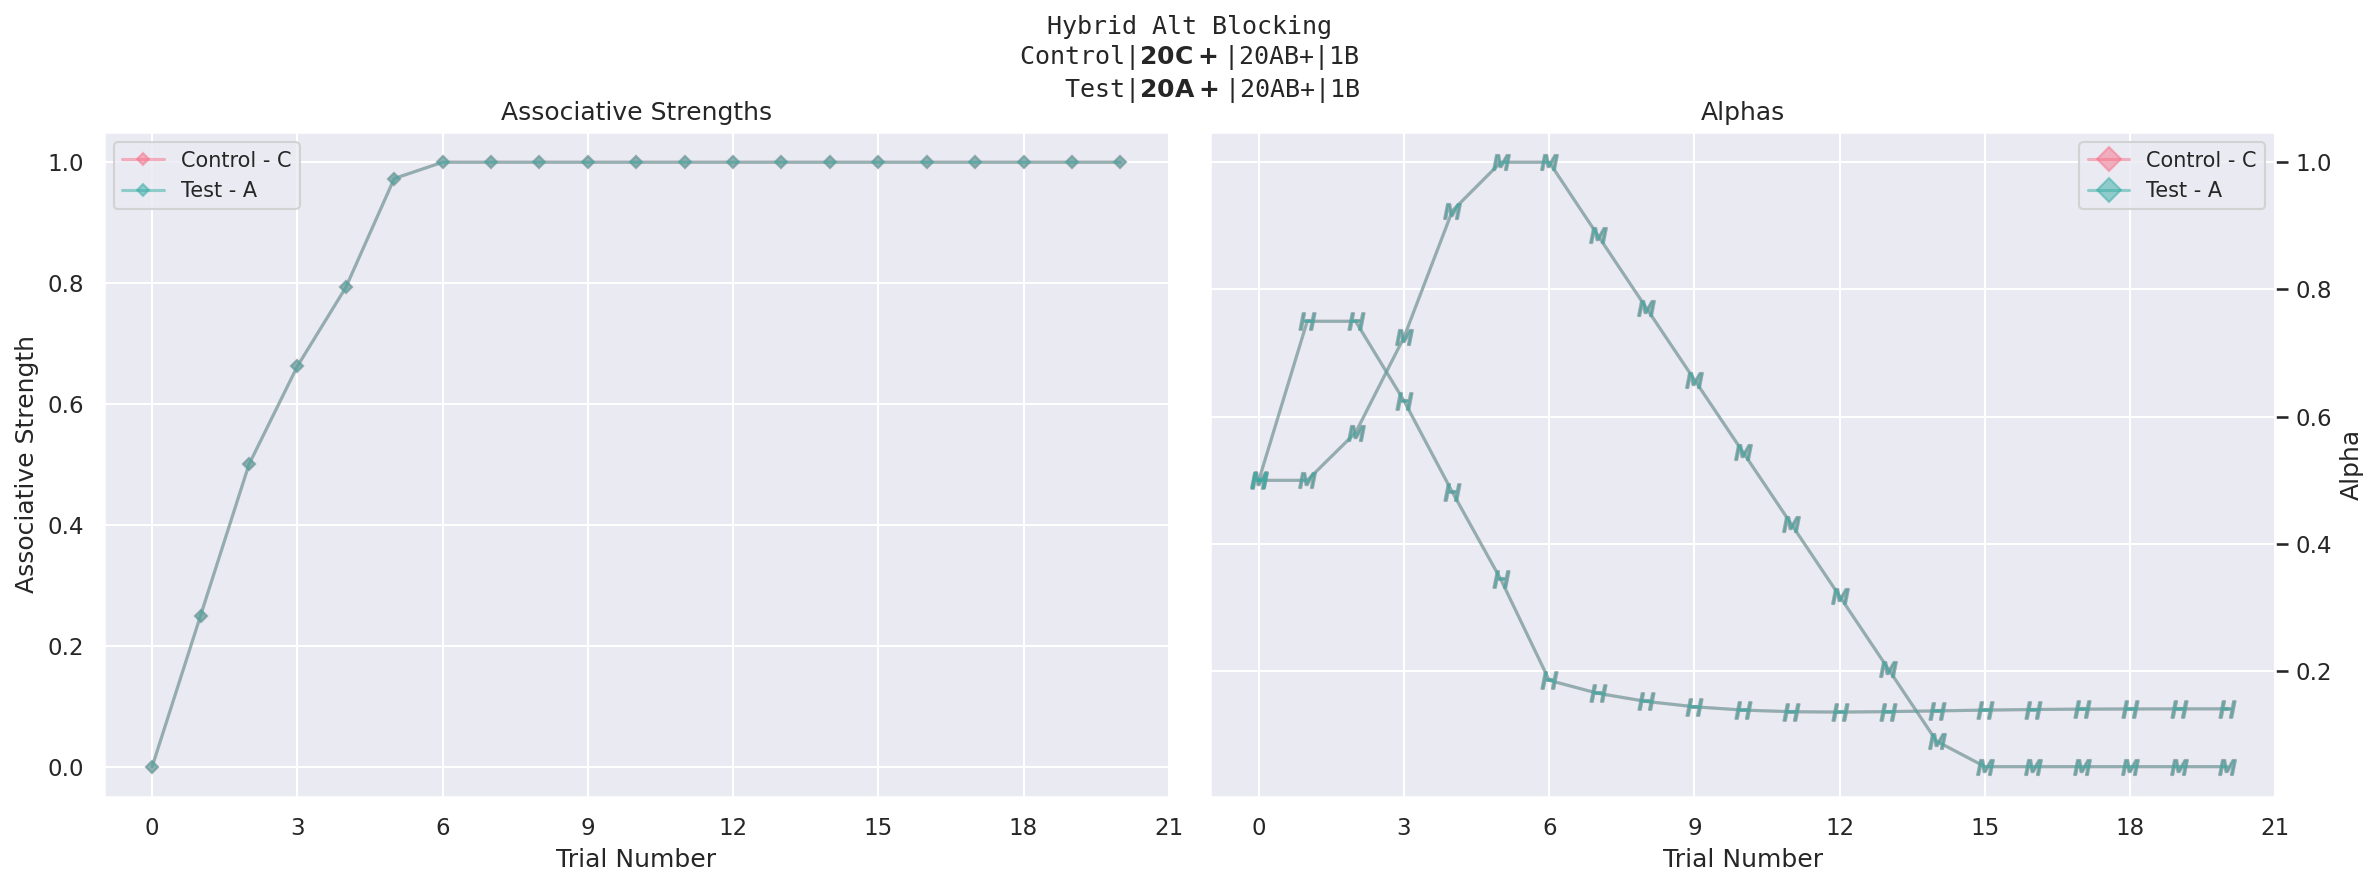 Hybrid Alt Blocking
Control|20C+|20AB+|1B
Test|20A+|20AB+|1B
Associative Strengths
Control - C
Test - A
Associative Strength
1.0
0.8
0.6
0.4
0.2
0.0
0 3 6 9 12 15 18 21
Trial Number
Alphas
Control - C
Test - A
M M M M M M M M M M M M M M M M M M M M M
H H H H H H H H H H H H H H H H H H H H
1.0
0.8
0.6
0.4
0.2
Alpha
0 3 6 9 12 15 18 21
Trial Number